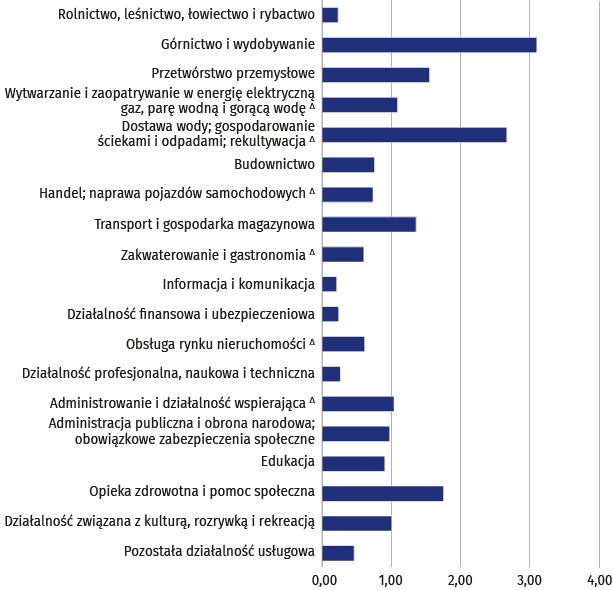 Rolnictwo, leśnictwo, łowiectwo i rybactwo
Górnictwo i wydobywanie
Przetwórstwo przemysłowe
Wytwarzanie i zaopatrywanie w energię elektryczną
gaz, parę wodną i gorącą wodę Δ
Dostawa wody; gospodarowanie
ściekami i odpadami; rekultywacja Δ
Budownictwo
Handel; naprawa pojazdów samochodowych Δ
Transport i gospodarka magazynowa
Zakwaterowanie i gastronomia Δ
Informacja i komunikacja
Działalność finansowa i ubezpieczeniowa
Obsługa rynku nieruchomości Δ
Działalność profesjonalna, naukowa i techniczna
Administrowanie i działalność wspierająca Δ
Administracja publiczna i obrona narodowa;
obowiązkowe zabezpieczenia społeczne
Edukacja
Opieka zdrowotna i pomoc społeczna
Działalność związana z kulturą, rozrywką i rekreacją
Pozostała działalność usługowa
0,00 1,00 2,00 3,00 4,00